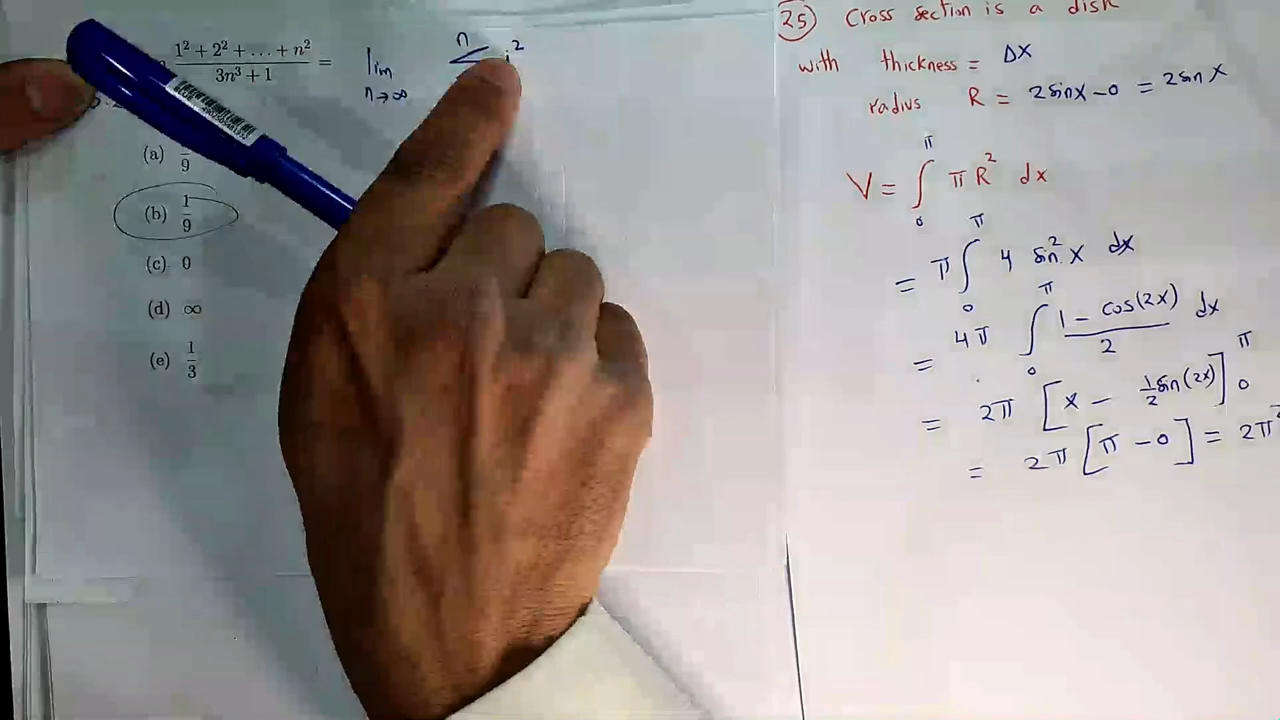 1² + 2² + ... + n² / 3n³ + 1 =
lim n→∞ n Σ i²
(a) /9
(b) 1/9
(c) 0
(d) ∞
(e) 1/3
25 Cross section is a disk
with thickness = Δx
radius R = 2sinx - 0 = 2sinx
V = ∫₀^π π R² dx
= π ∫₀^π 4 sin² x dx
= 4π ∫₀^π 1 - cos(2x) / 2 dx
= 2π [x - 1/2 sin(2x)]₀^π
= 2π [π - 0] = 2π²